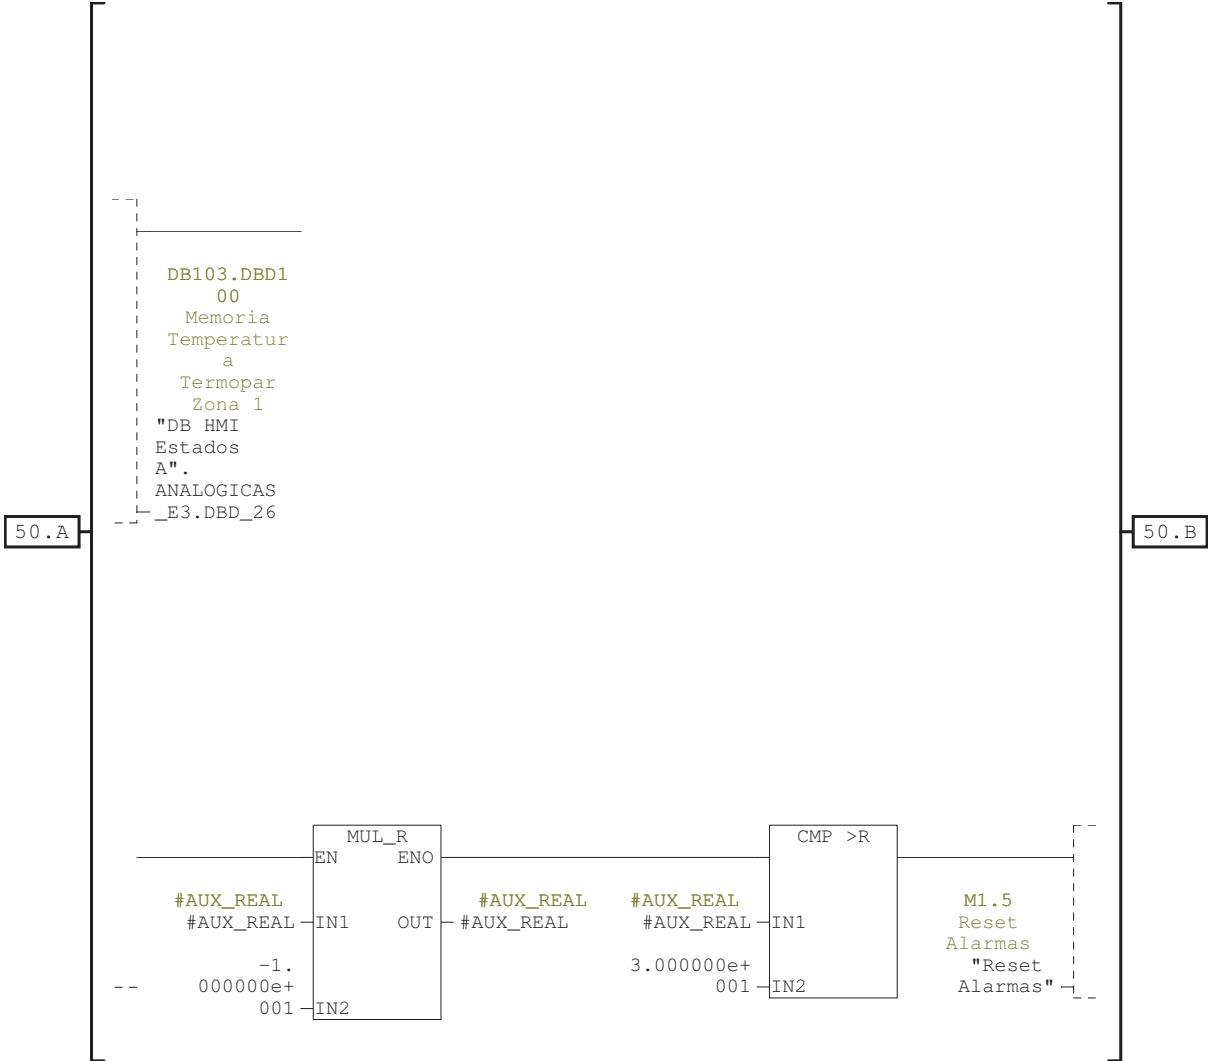 DB103.DBD1
00
Memoria
Temperatur
a
Termopar
Zona 1
"DB HMI
Estados
A".
ANALOGICAS
_E3.DBD_26
50.A
50.B
MUL_R
CMP >R
EN ENO
#AUX_REAL #AUX_REAL #AUX_REAL M1.5
#AUX_REAL IN1 OUT #AUX_REAL #AUX_REAL IN1 Reset
Alarmas
-1. 3.000000e+ "Reset
000000e+ 001 IN2 Alarmas"
001 IN2